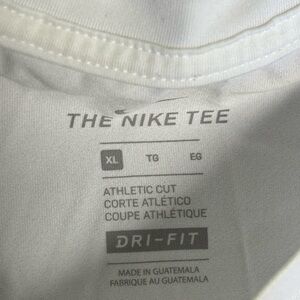 THE NIKE TEE
XL TG EG
ATHLETIC CUT
CORTE ATLÉTICO
COUPE ATHLÉTIQUE
DRI-FIT
MADE IN GUATEMALA
FABRIQUE AU GUATEMALA